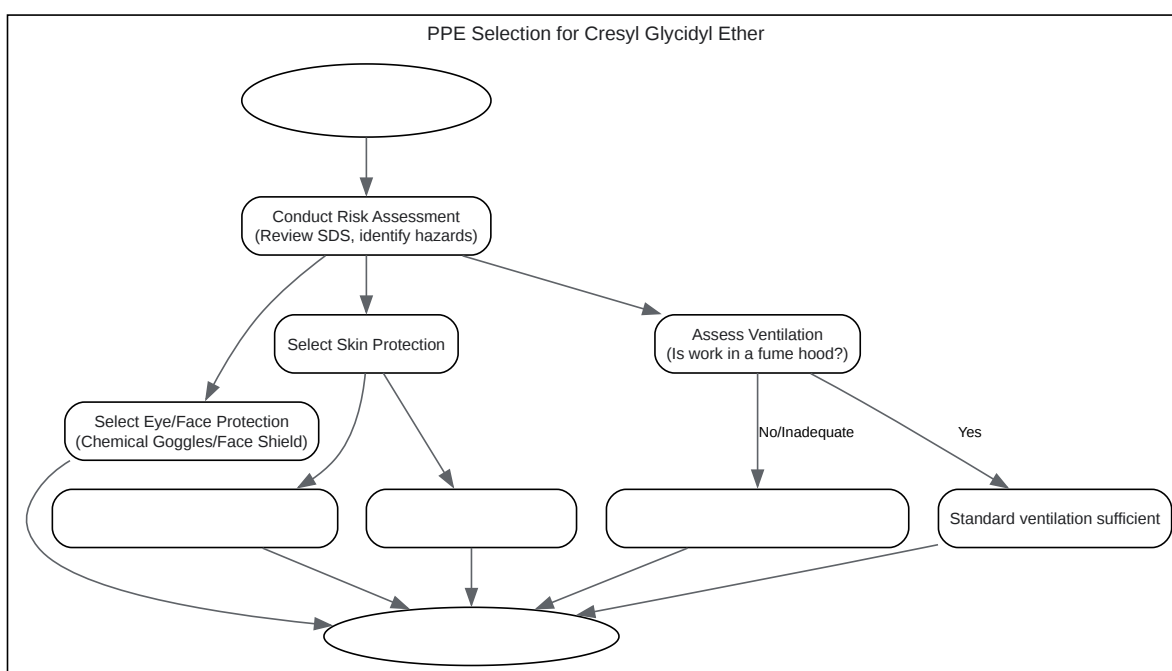 PPE Selection for Cresyl Glycidyl Ether
Conduct Risk Assessment
(Review SDS, identify hazards)
Select Skin Protection
Assess Ventilation
(Is work in a fume hood?)
Select Eye/Face Protection
(Chemical Goggles/Face Shield)
No/Inadequate
Yes
Standard ventilation sufficient